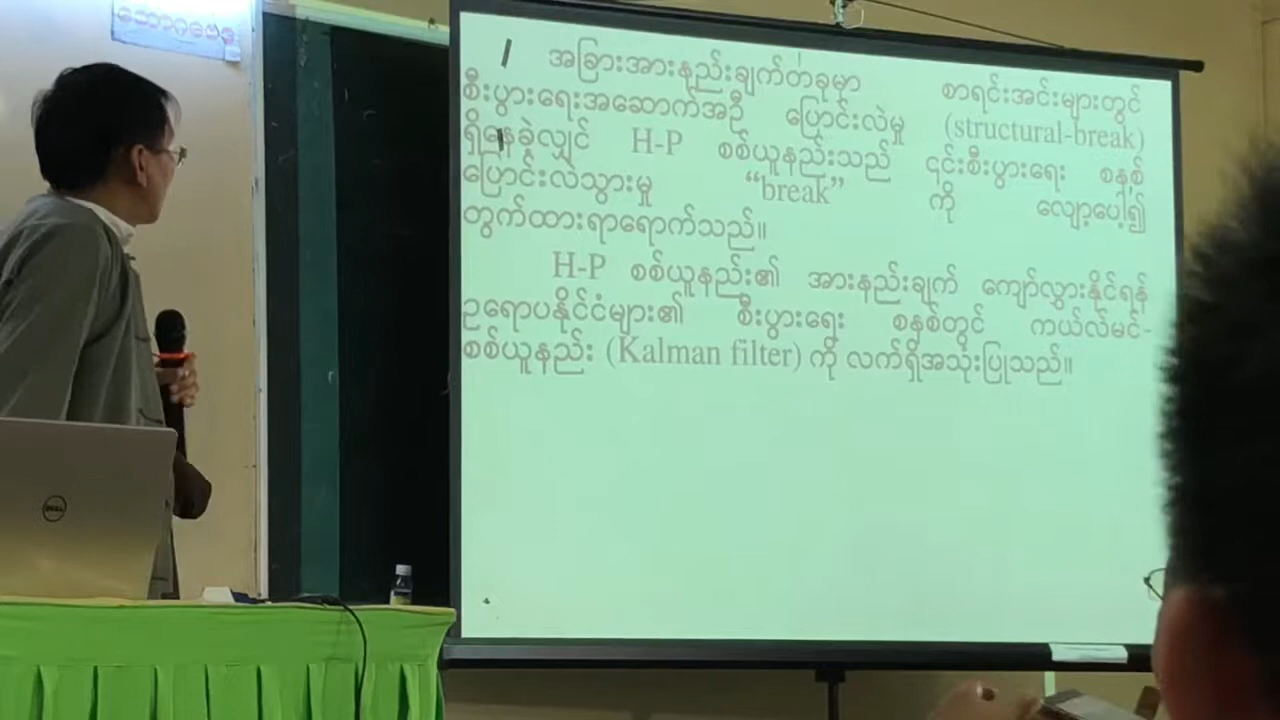 ဘောဂဗေဒ
အခြားအားနည်းချက်တခုမှာ စာရင်းအင်းများတွင်
စီးပွားရေးအဆောက်အဦ ပြောင်းလဲမှု (structural-break)
ရှိနေခဲ့လျှင် H-P စစ်ယူနည်းသည် ၎င်းစီးပွားရေး စနစ်
ပြောင်းလဲသွားမှု “break” ကို လျော့ပေါ့၍
တွက်ထားရာရောက်သည်။
H-P စစ်ယူနည်း၏ အားနည်းချက် ကျော်လွှားနိုင်ရန်
ဥရောပနိုင်ငံများ၏ စီးပွားရေး စနစ်တွင် ကယ်လ်မင်-
စစ်ယူနည်း (Kalman filter) ကို လက်ရှိအသုံးပြုသည်။
DELL